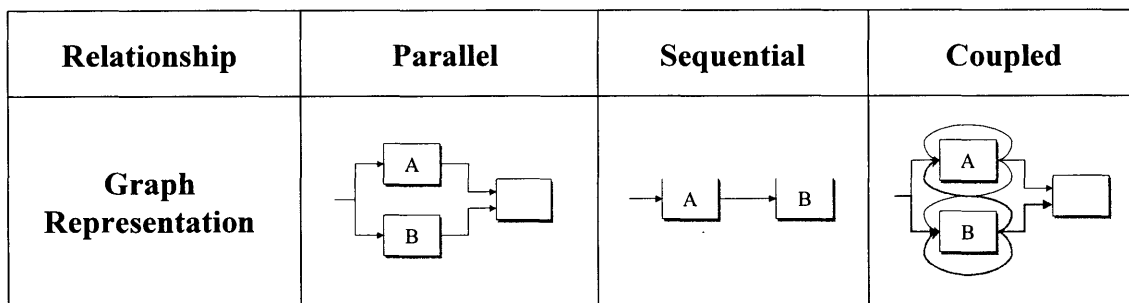 Relationship
Parallel
Sequential
Coupled
Graph
Representation
A
B
A
B
A
B